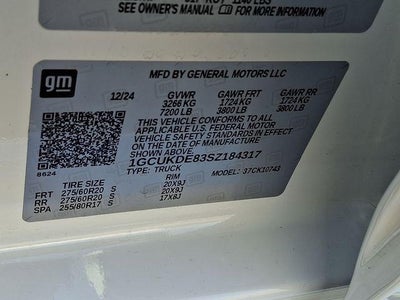 SEE OWNER'S MANUAL FOR MORE INFORMATION
gm
MFD BY GENERAL MOTORS LLC
12/24 GVWR GAWR FRT GAWR RR
3266 KG 1724 KG 1724 KG
7200 LB 3800 LB 3800 LB
THIS VEHICLE CONFORMS TO ALL APPLICABLE
U.S. FEDERAL MOTOR
VEHICLE SAFETY STANDARDS IN EFFECT
ON THE DATE OF MANUFACTURE
SHOWN ABOVE.
1GCUKDE83SZ184317
8624
TYPE: TRUCK MODEL: 37CK10743
TIRE SIZE RIM
FRT 275/60R20 S 20X9J
RR 275/60R20 S 20X9J
SPA 255/80R17 S 17X8J